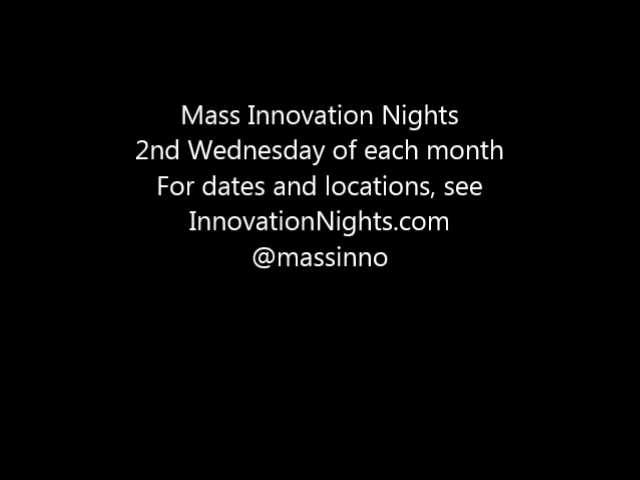 Mass Innovation Nights
2nd Wednesday of each month
For dates and locations, see
InnovationNights.com
@massinno